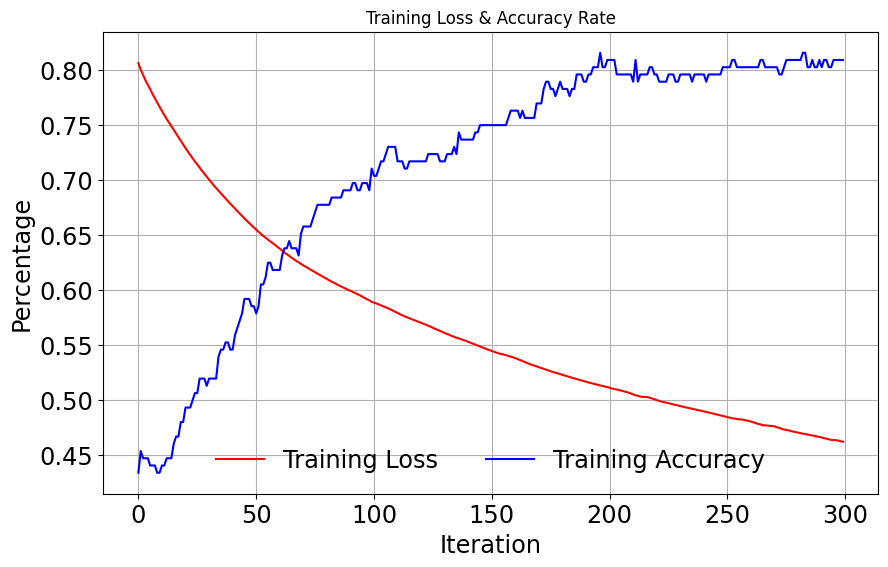 Training Loss & Accuracy Rate
0.80
0.75
0.70
0.65
0.60
0.55
0.50
0.45
Percentage
Training Loss
Training Accuracy
0 50 100 150 200 250 300
Iteration